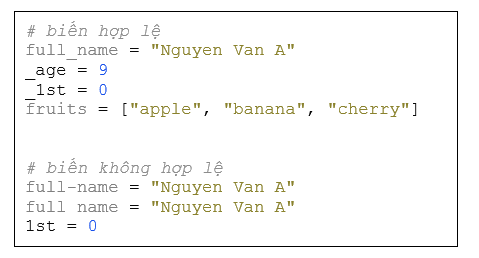 # biến hợp lệ
full_name = "Nguyen Van A"
_age = 9
_1st = 0
fruits = ["apple", "banana", "cherry"]
# biến không hợp lệ
full-name = "Nguyen Van A"
full name = "Nguyen Van A"
1st = 0